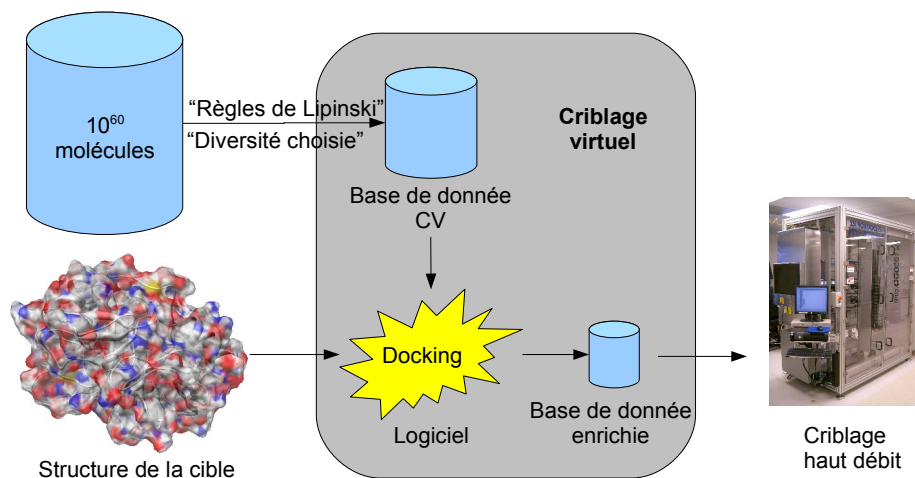 10⁶⁰
molécules
“Règles de Lipinski”
“Diversité choisie”
Criblage
virtuel
Base de donnée
CV
Docking
Logiciel
Base de donnée
enrichie
Structure de la cible
Criblage
haut débit